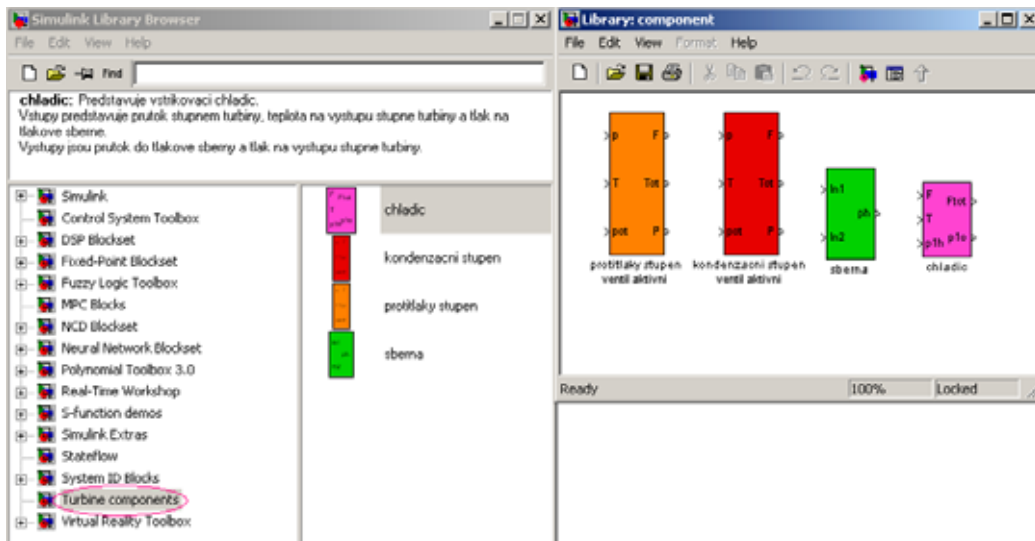 Simulink Library Browser
File Edit View Help
Find
chladic: Predstavuje vstrikovaci chladic.
Vstupy predstavuje prutok stupnem turbiny, teplota na vystupu stupne turbiny a tlak na
tlakove sberne.
Vystupy jsou prutok do tlakove sberny a tlak na vystupu stupne turbiny.
Simulink
Control System Toolbox
DSP Blockset
Fixed-Point Blockset
Fuzzy Logic Toolbox
MPC Blocks
NCD Blockset
Neural Network Blockset
Polynomial Toolbox 3.0
Real-Time Workshop
S-function demos
Simulink Extras
Stateflow
System ID Blocks
Turbine components
Virtual Reality Toolbox
chladic
kondenzacni stupen
protitlaky stupen
sberna
Library: component
File Edit View Format Help
p F
T Tot
pot P
protitlaky stupen
ventil aktivni
p F
T Tot
pot P
kondenzacni stupen
ventil aktivni
In1
ph
In2
sberna
F Ftot
T
p1h p1o
chladic
Ready 100% Locked